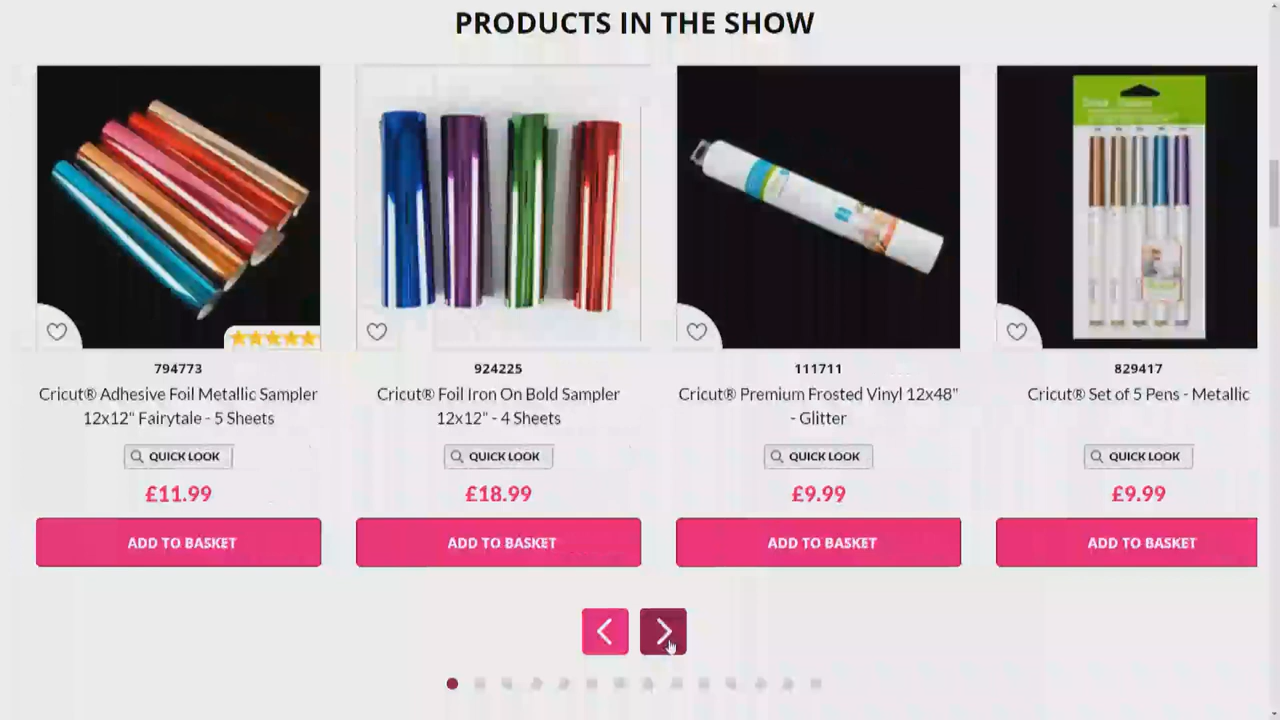 PRODUCTS IN THE SHOW
794773
Cricut® Adhesive Foil Metallic Sampler
12x12" Fairytale - 5 Sheets
QUICK LOOK
£11.99
ADD TO BASKET
924225
Cricut® Foil Iron On Bold Sampler
12x12" - 4 Sheets
QUICK LOOK
£18.99
ADD TO BASKET
111711
Cricut® Premium Frosted Vinyl 12x48"
- Glitter
QUICK LOOK
£9.99
ADD TO BASKET
829417
Cricut® Set of 5 Pens - Metallic
QUICK LOOK
£9.99
ADD TO BASKET